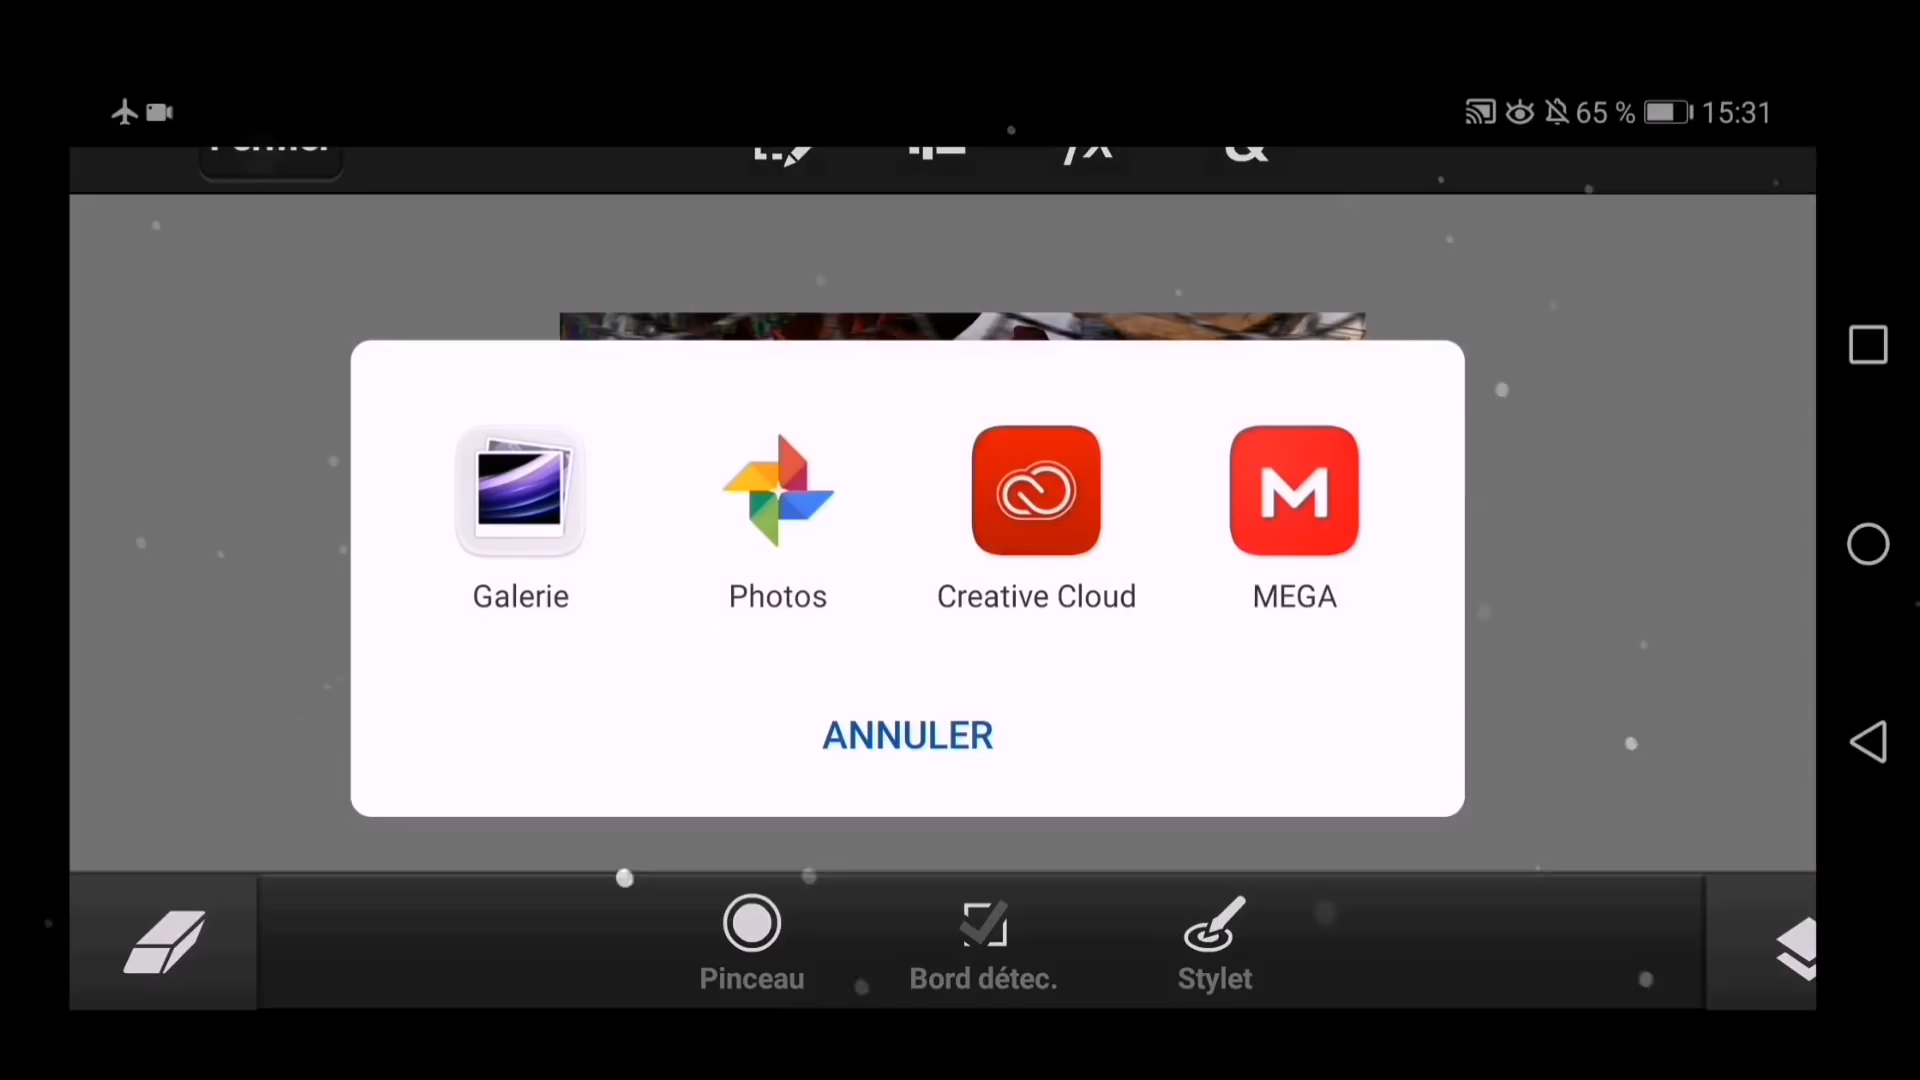 65 % 15:31
Galerie Photos Creative Cloud MEGA
ANNULER
Pinceau Bord détec. Stylet